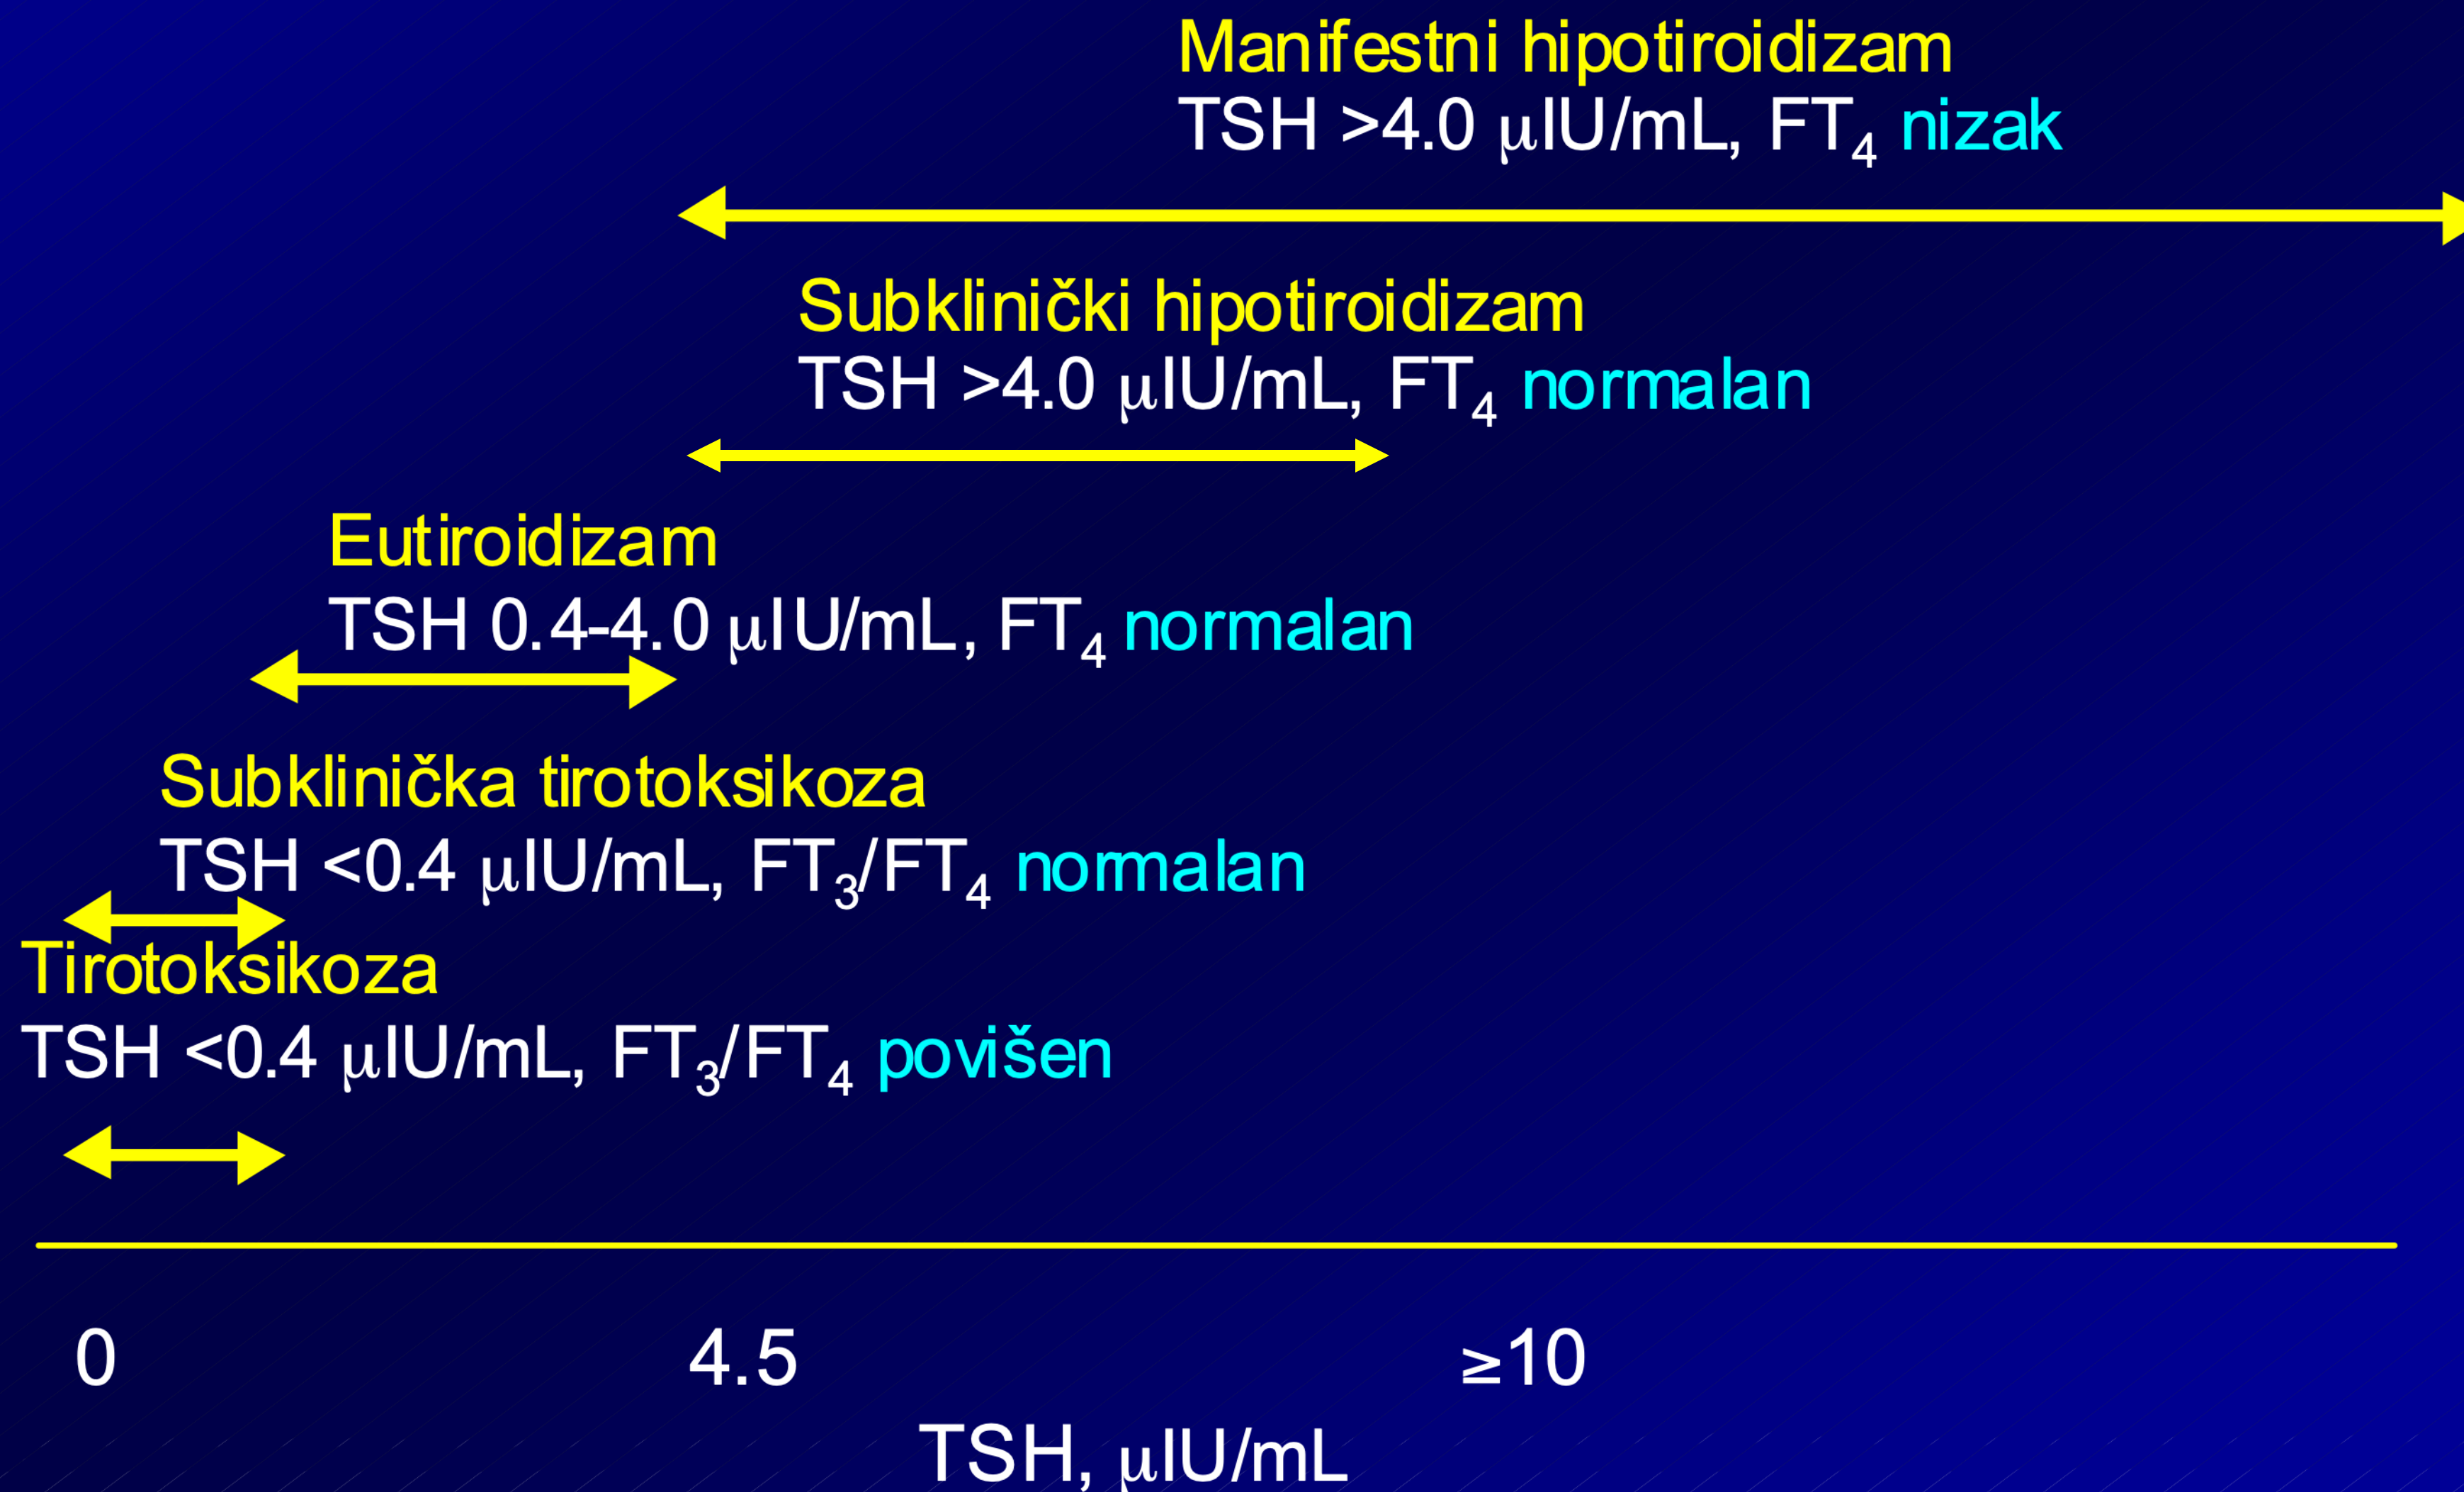 Manifestni hipotiroidizam
TSH >4.0 μIU/mL, FT₄ nizak
Subklinički hipotiroidizam
TSH >4.0 μIU/mL, FT₄ normalan
Eutiroidizam
TSH 0.4-4.0 μIU/mL, FT₄ normalan
Subklinička tirotoksikoza
TSH <0.4 μIU/mL, FT₃/FT₄ normalan
Tirotoksikoza
TSH <0.4 μIU/mL, FT₃/FT₄ povišen
0 4.5 ≥10
TSH, μIU/mL